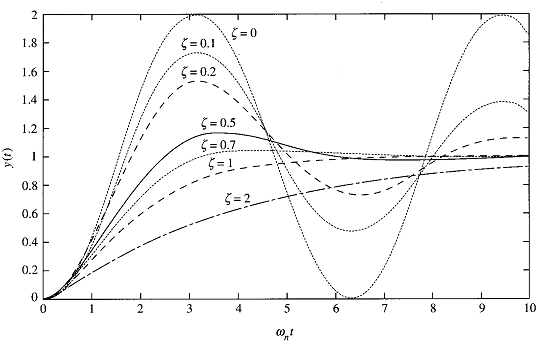 2
1.8
1.6
1.4
1.2
1
0.8
0.6
0.4
0.2
0
y(t)
ζ = 0
ζ = 0.1
ζ = 0.2
ζ = 0.5
ζ = 0.7
ζ = 1
ζ = 2
0 1 2 3 4 5 6 7 8 9 10
ωₙt